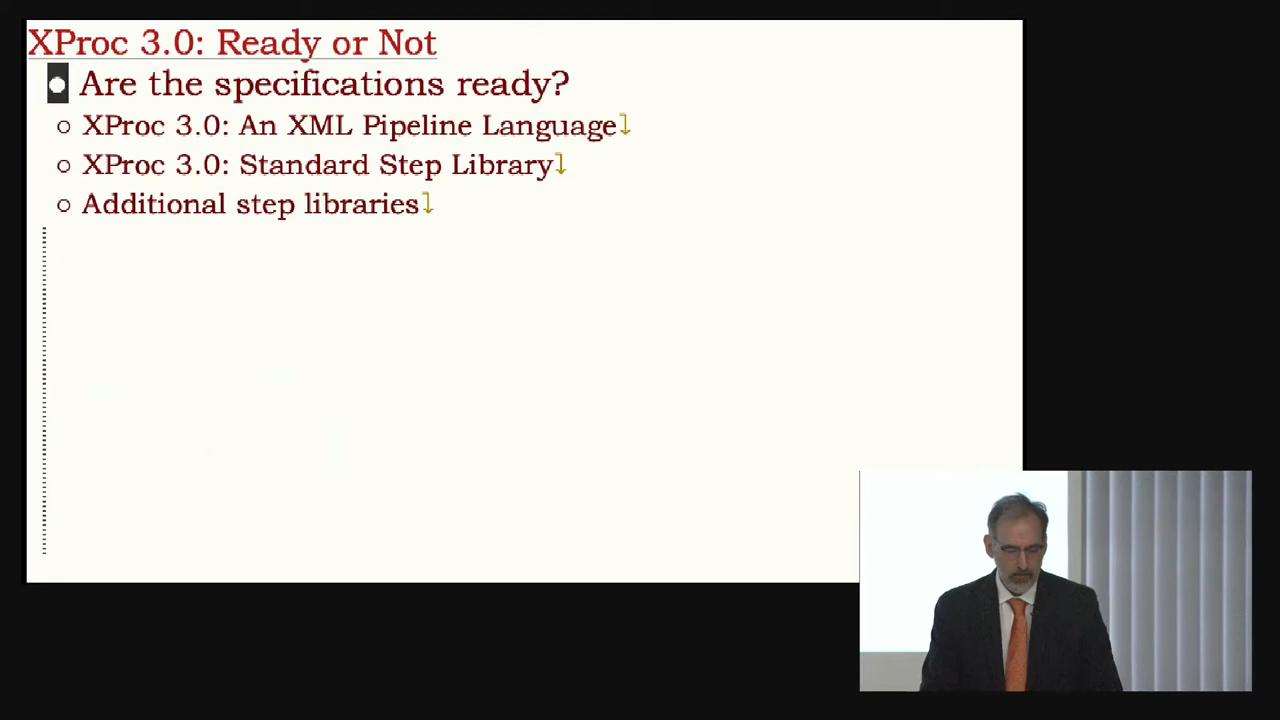 XProc 3.0: Ready or Not
Are the specifications ready?
XProc 3.0: An XML Pipeline Language
XProc 3.0: Standard Step Library
Additional step libraries